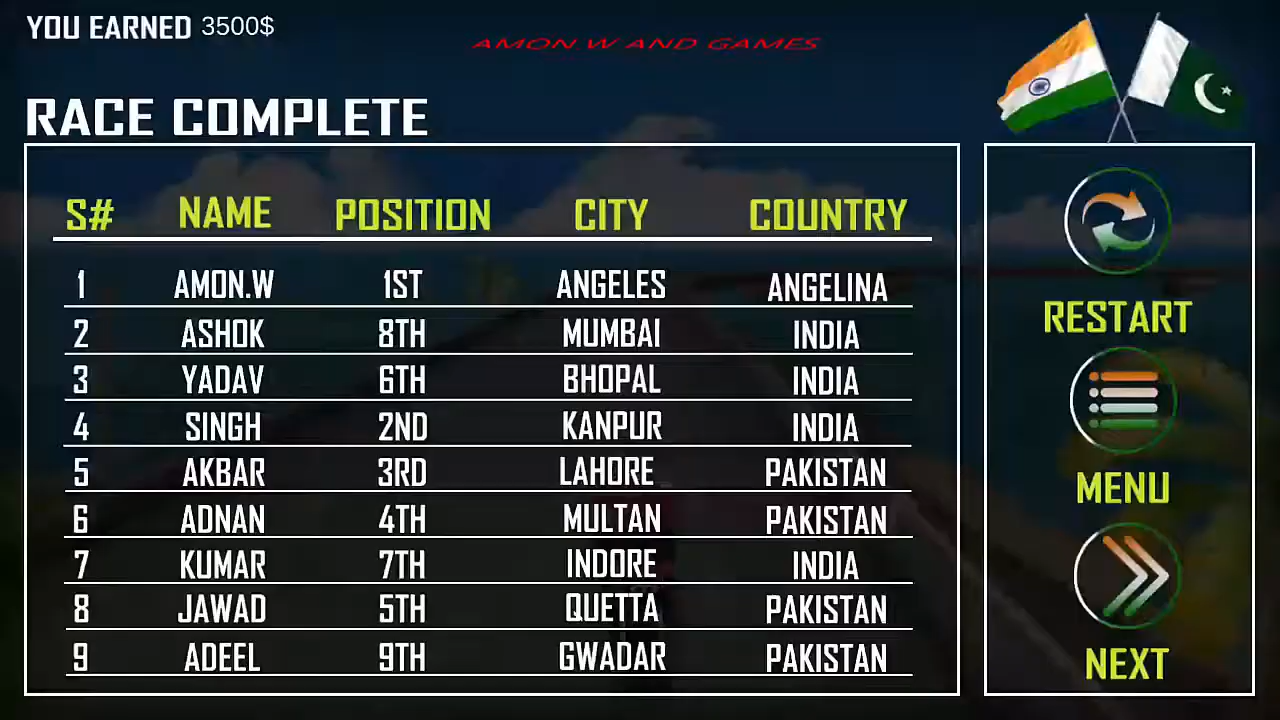 YOU EARNED 3500$
AMON.W AND GAMES
RACE COMPLETE
S# NAME POSITION CITY COUNTRY
1 AMON.W 1ST ANGELES ANGELINA
2 ASHOK 8TH MUMBAI INDIA
3 YADAV 6TH BHOPAL INDIA
4 SINGH 2ND KANPUR INDIA
5 AKBAR 3RD LAHORE PAKISTAN
6 ADNAN 4TH MULTAN PAKISTAN
7 KUMAR 7TH INDORE INDIA
8 JAWAD 5TH QUETTA PAKISTAN
9 ADEEL 9TH GWADAR PAKISTAN
RESTART
MENU
NEXT